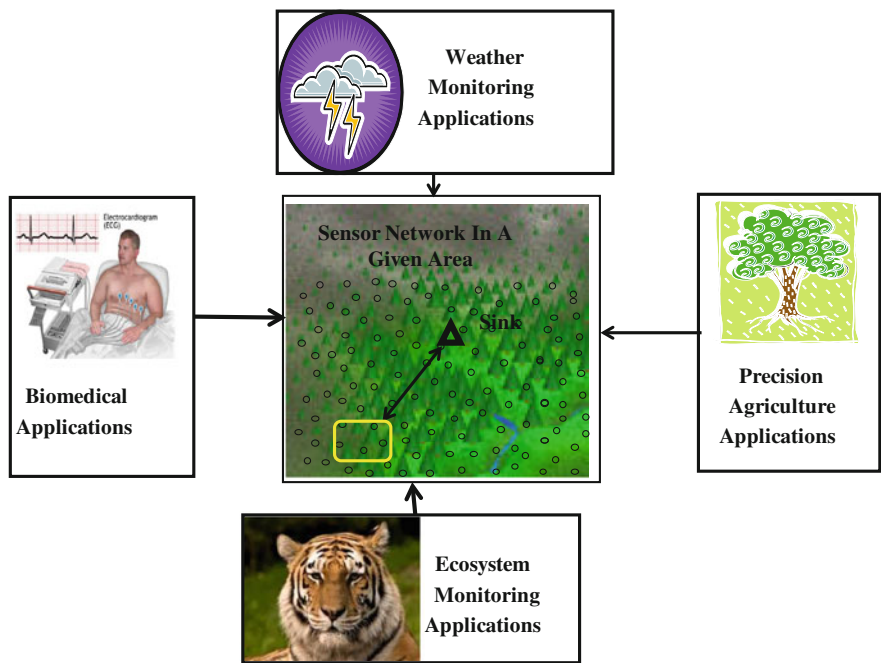 Weather
Monitoring
Applications
Electrocardiogram
(ECG)
Sensor Network In A
Given Area
Sink
Biomedical
Applications
Precision
Agriculture
Applications
Ecosystem
Monitoring
Applications